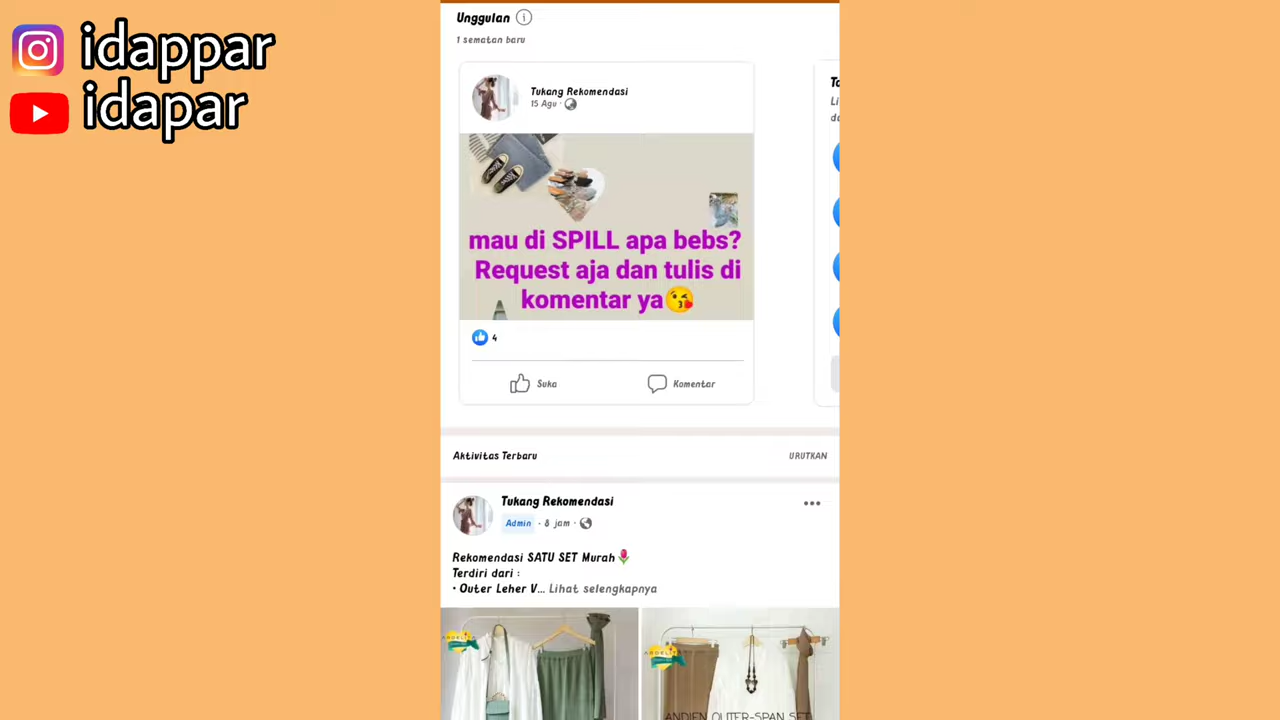 idappar
idapar
Unggulan
1 sematan baru
Tukang Rekomendasi
15 Agu ·
mau di SPILL apa bebs?
Request aja dan tulis di
komentar ya😘
4
Suka
Komentar
Aktivitas Terbaru
URUTKAN
Tukang Rekomendasi
Admin · 8 jam ·
Rekomendasi SATU SET Murah🌷
Terdiri dari :
• Outer Leher V... Lihat selengkapnya
ANDIEN OUTER-SPAN SET